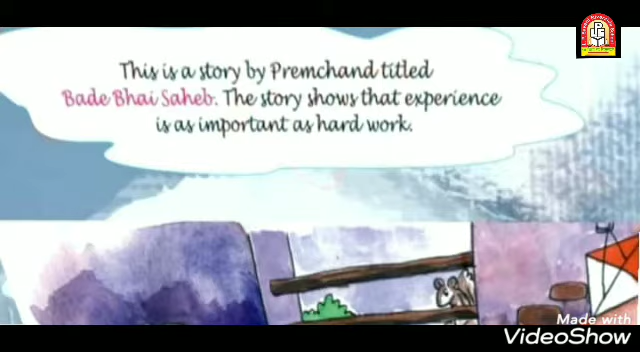 This is a story by Premchand titled
Bade Bhai Saheb. The story shows that experience
is as important as hard work.
Made with
VideoShow